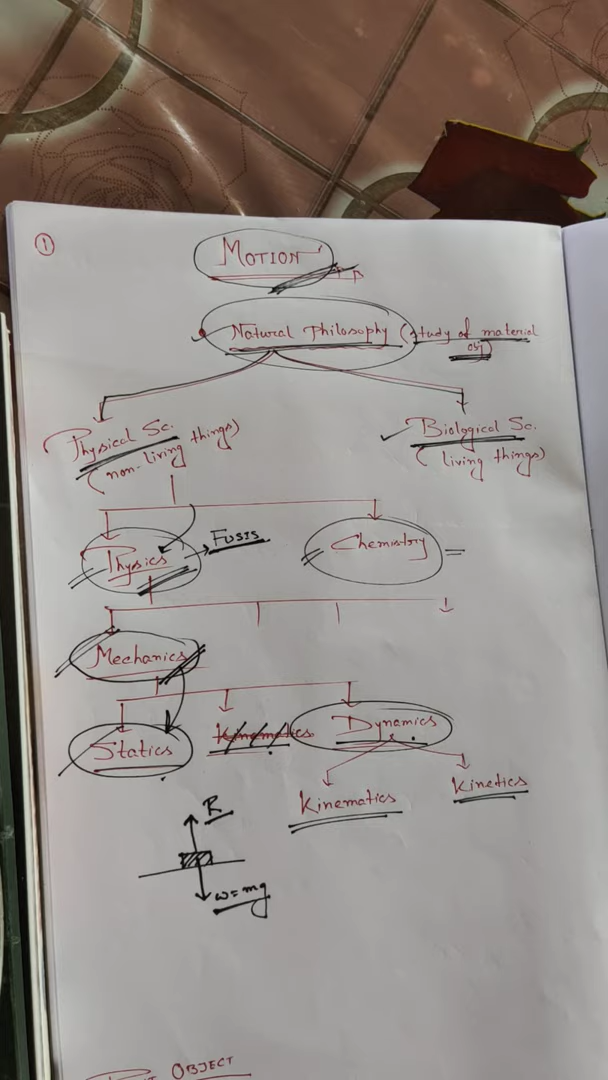 1
MOTION
Natural Philosophy (study of material
obj)
Physical Sc.
(non-living things)
Biological Sc.
(living things)
Physics → FUSIS
Chemistry =
Mechanics
Statics
Kinematics
Dynamics
Kinematics
Kinetics
R
w=mg
OBJECT